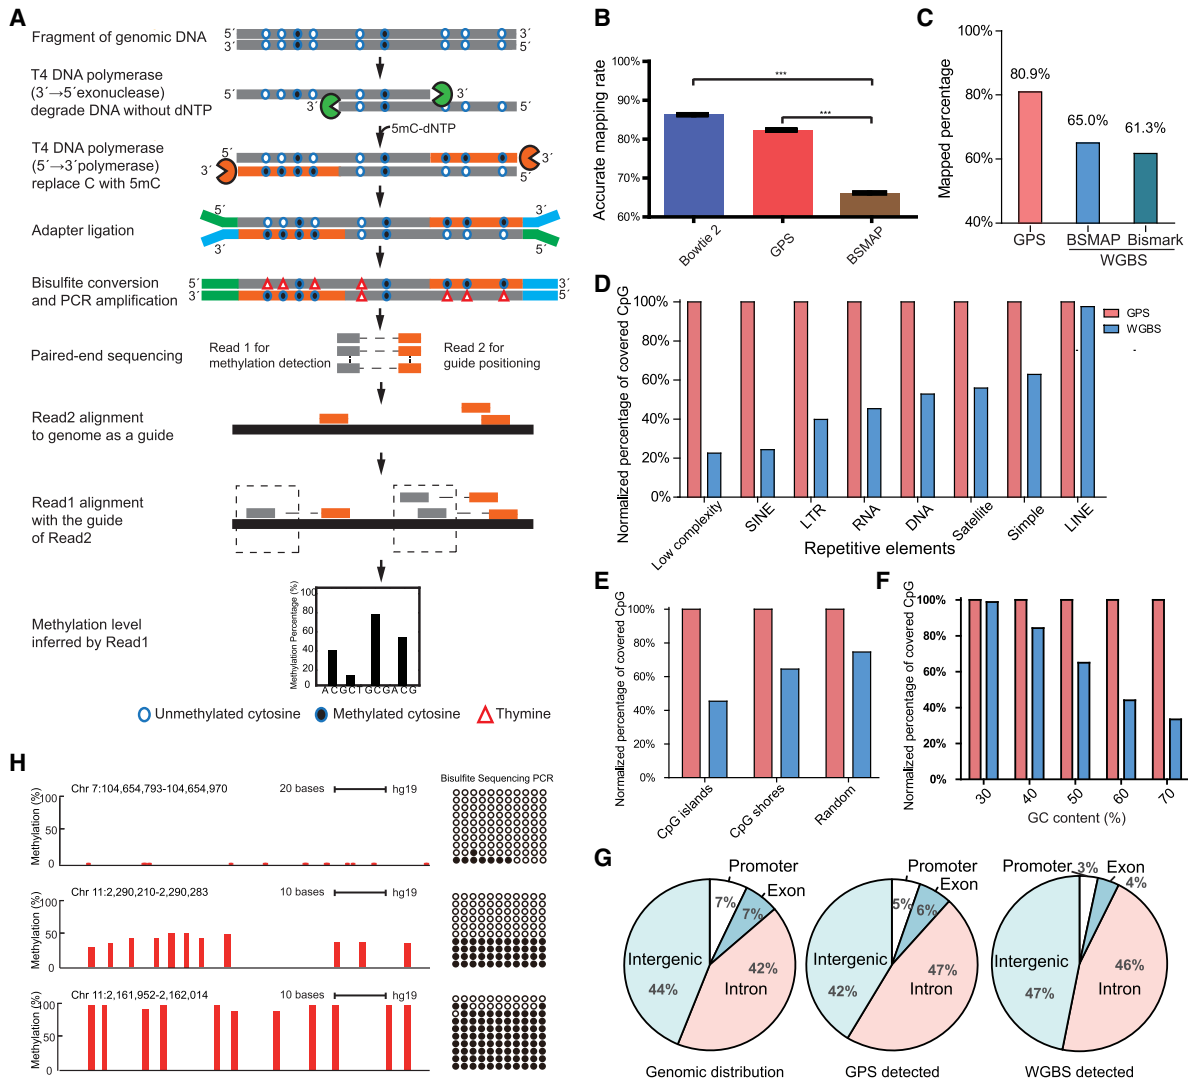 A
Fragment of genomic DNA
5´
3´
3´
5´
T4 DNA polymerase
(3´→5´exonuclease)
degrade DNA without dNTP
5´
3´
3´
5´
5mC-dNTP
T4 DNA polymerase
(5´→3´polymerase)
replace C with 5mC
5´
3´
3´
5´
Adapter ligation
5´
3´
3´
5´
Bisulfite conversion
and PCR amplification
5´
3´
3´
5´
Paired-end sequencing
Read 1 for
methylation detection
Read 2 for
guide positioning
Read2 alignment
to genome as a guide
Read1 alignment
with the guide
of Read2
Methylation level
inferred by Read1
Methylation Percentage (%)
100
80
60
40
20
0
A C G C T G C G A C G
Unmethylated cytosine
Methylated cytosine
Thymine
B
Accurate mapping rate
100%
90%
80%
70%
60%
***
***
Bowtie 2
GPS
BSMAP
C
Mapped percentage
100%
80%
60%
40%
80.9%
65.0%
61.3%
GPS
BSMAP
Bismark
WGBS
D
Normalized percentage of covered CpG
100%
80%
60%
40%
20%
0%
GPS
WGBS
Low complexity
SINE
LTR
RNA
DNA
Satellite
Simple
LINE
Repetitive elements
E
Normalized percentage of covered CpG
100%
80%
60%
40%
20%
0%
CpG islands
CpG shores
Random
F
Normalized percentage of covered CpG
100%
80%
60%
40%
20%
0%
30
40
50
60
70
GC content (%)
G
Promoter
Exon
7%
7%
Intergenic
44%
42%
Intron
Genomic distribution
Promoter
Exon
5%
6%
Intergenic
42%
47%
Intron
GPS detected
Promoter
3%
Exon
4%
Intergenic
47%
46%
Intron
WGBS detected
H
Bisulfite Sequencing PCR
Methylation (%)
100
50
0
Chr 7:104,654,793-104,654,970
20 bases
hg19
Methylation (%)
100
50
0
Chr 11:2,290,210-2,290,283
10 bases
hg19
Methylation (%)
100
50
0
Chr 11:2,161,952-2,162,014
10 bases
hg19